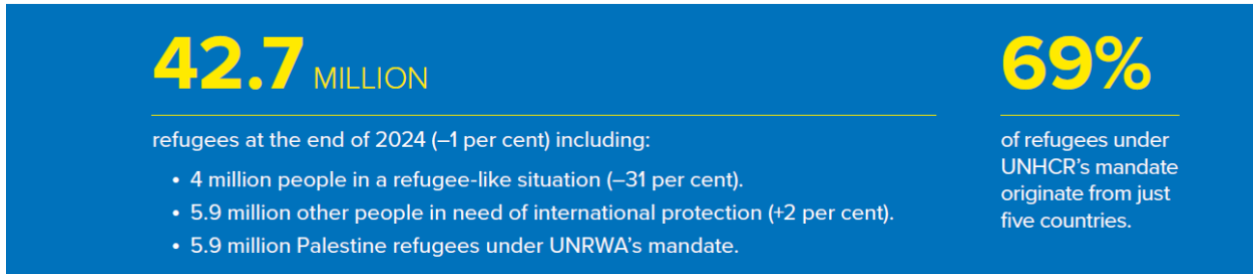 42.7 MILLION
refugees at the end of 2024 (–1 per cent) including:
• 4 million people in a refugee-like situation (–31 per cent).
• 5.9 million other people in need of international protection (+2 per cent).
• 5.9 million Palestine refugees under UNRWA’s mandate.
69%
of refugees under
UNHCR’s mandate
originate from just
five countries.